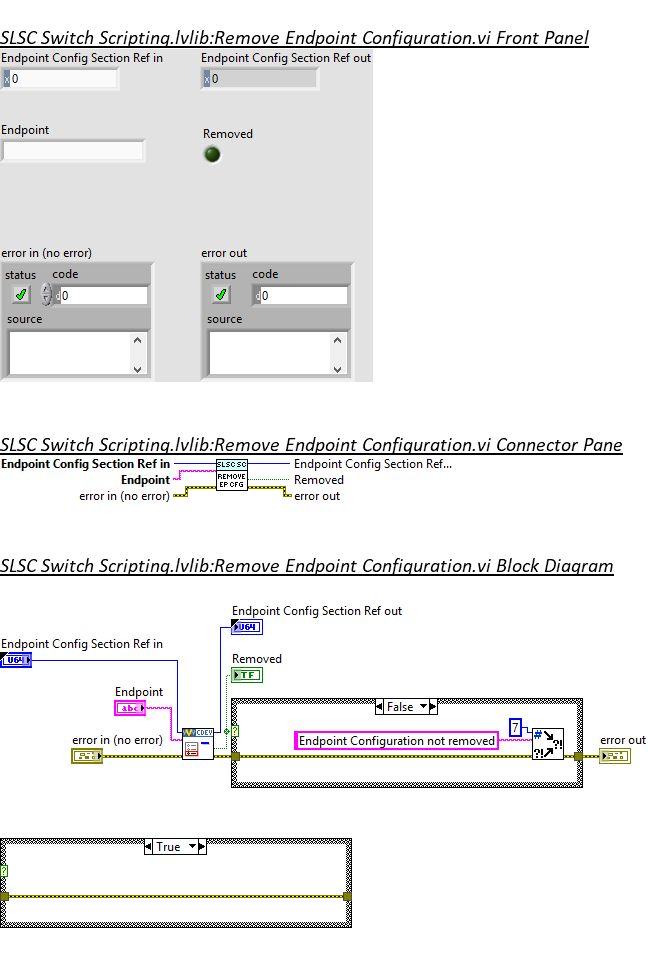 SLSC Switch Scripting.lvlib:Remove Endpoint Configuration.vi Front Panel
Endpoint Config Section Ref in
Endpoint Config Section Ref out
x 0
x 0
Endpoint
Removed
error in (no error)
error out
status code
status code
d 0
d 0
source
source
SLSC Switch Scripting.lvlib:Remove Endpoint Configuration.vi Connector Pane
Endpoint Config Section Ref in
SLSC SC
Endpoint Config Section Ref...
Endpoint
REMOVE
EP CFG
Removed
error in (no error)
error out
SLSC Switch Scripting.lvlib:Remove Endpoint Configuration.vi Block Diagram
Endpoint Config Section Ref out
U64
Endpoint Config Section Ref in
U64
Removed
TF
Endpoint
abc
False
CDEV
?
7
Endpoint Configuration not removed
#
?!
?!
error in (no error)
error out
True
?